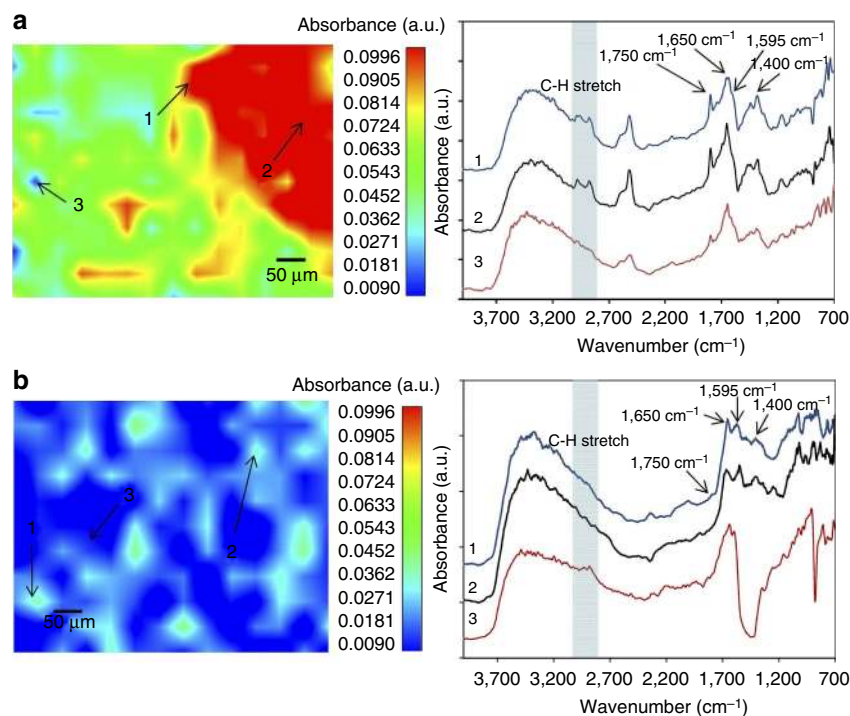 a
Absorbance (a.u.)
0.0996
0.0905
0.0814
0.0724
0.0633
0.0543
0.0452
0.0362
0.0271
0.0181
0.0090
1
2
3
50 μm
Absorbance (a.u.)
1,750 cm⁻¹
1,650 cm⁻¹
1,595 cm⁻¹
1,400 cm⁻¹
C-H stretch
1
2
3
3,700 3,200 2,700 2,200 1,700 1,200 700
Wavenumber (cm⁻¹)
b
Absorbance (a.u.)
0.0996
0.0905
0.0814
0.0724
0.0633
0.0543
0.0452
0.0362
0.0271
0.0181
0.0090
1
3
2
50 μm
Absorbance (a.u.)
1,595 cm⁻¹
1,650 cm⁻¹
1,400 cm⁻¹
C-H stretch
1,750 cm⁻¹
1
2
3
3,700 3,200 2,700 2,200 1,700 1,200 700
Wavenumber (cm⁻¹)